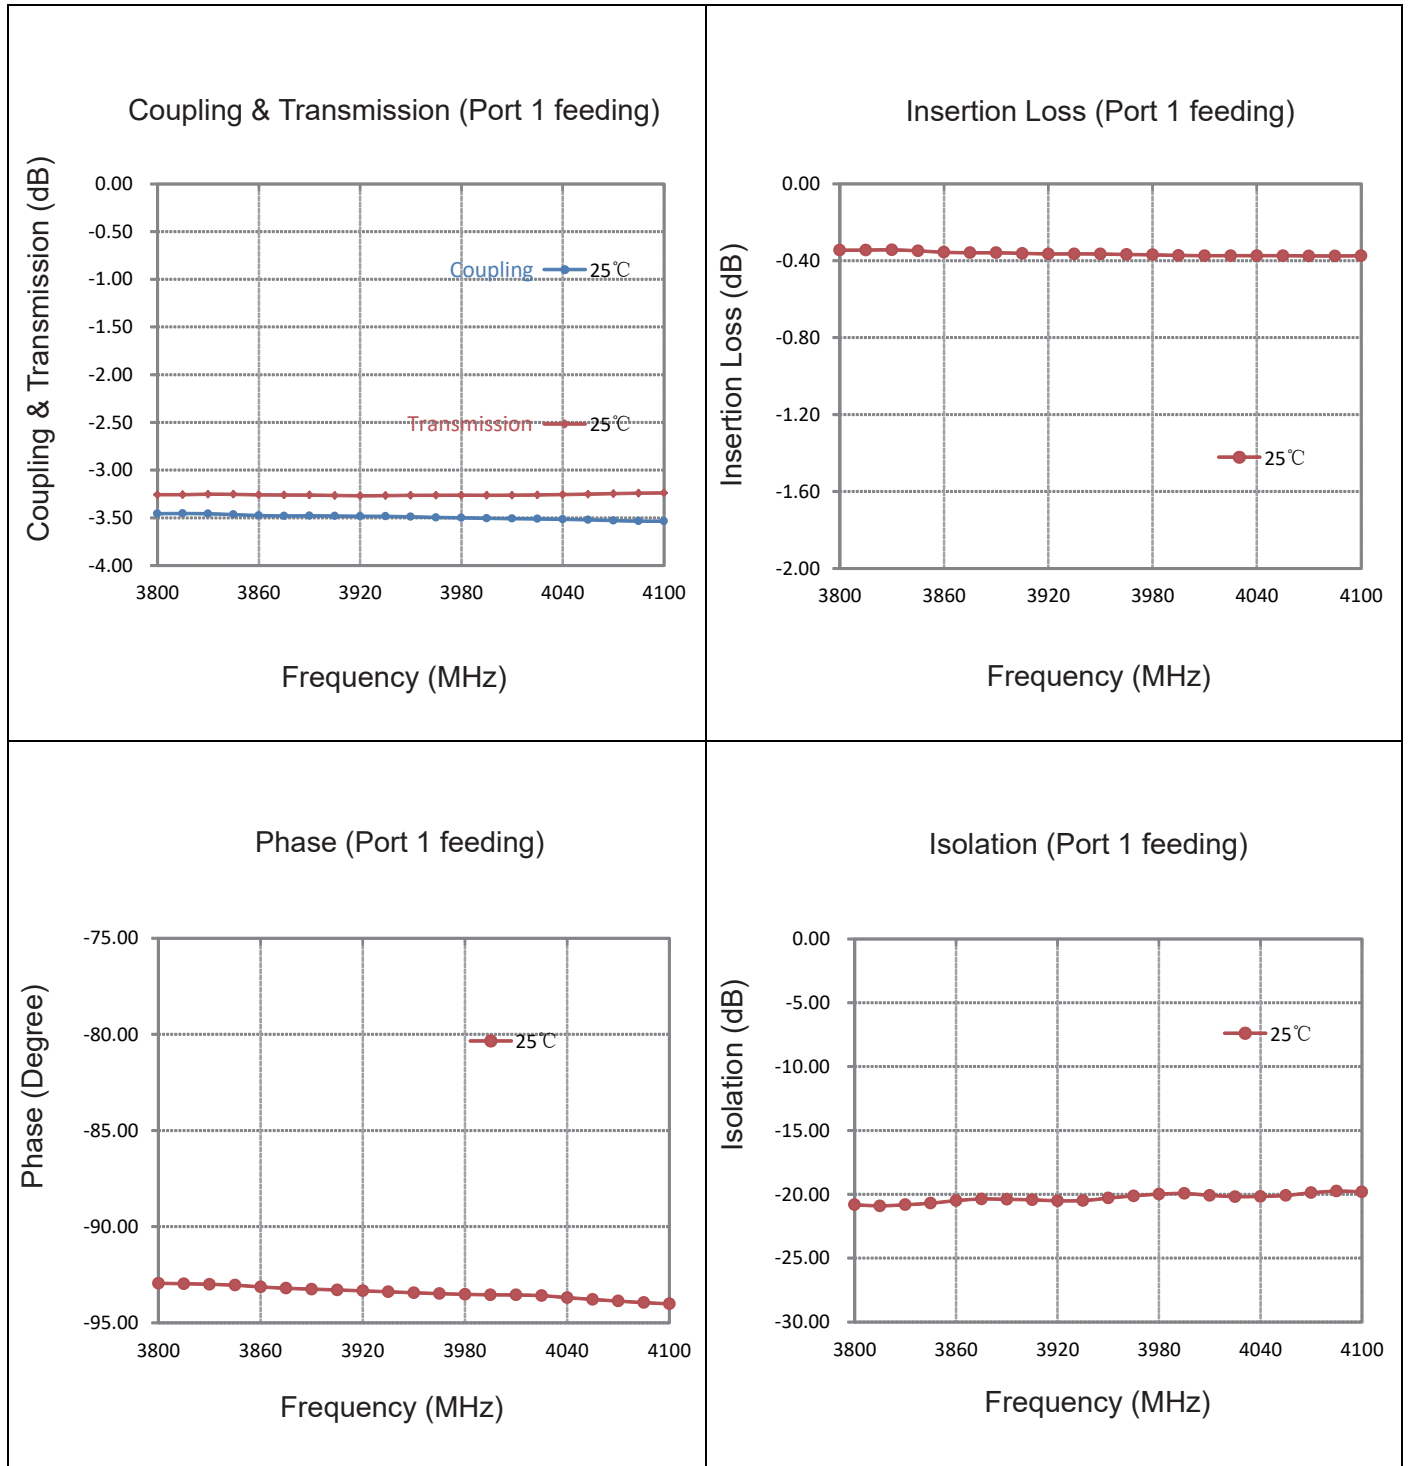 Coupling & Transmission (Port 1 feeding)
Coupling & Transmission (dB)
0.00
-0.50
-1.00
-1.50
-2.00
-2.50
-3.00
-3.50
-4.00
Coupling 25℃
Transmission 25℃
3800 3860 3920 3980 4040 4100
Frequency (MHz)
Insertion Loss (Port 1 feeding)
Insertion Loss (dB)
0.00
-0.40
-0.80
-1.20
-1.60
-2.00
25℃
3800 3860 3920 3980 4040 4100
Frequency (MHz)
Phase (Port 1 feeding)
Phase (Degree)
-75.00
-80.00
-85.00
-90.00
-95.00
25℃
3800 3860 3920 3980 4040 4100
Frequency (MHz)
Isolation (Port 1 feeding)
Isolation (dB)
0.00
-5.00
-10.00
-15.00
-20.00
-25.00
-30.00
25℃
3800 3860 3920 3980 4040 4100
Frequency (MHz)